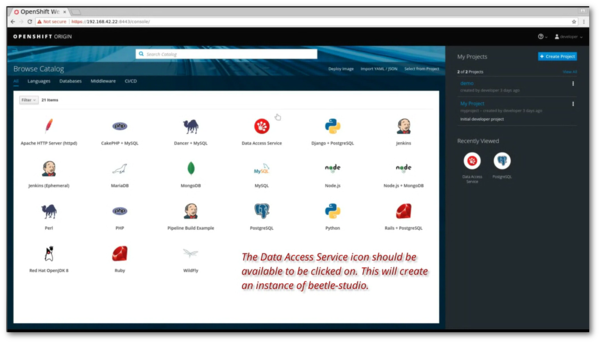 OpenShift We
Not secure
https://192.168.42.22:8443/console/
OPENSHIFT ORIGIN
developer
Search Catalog
Browse Catalog
Deploy Image
Import YAML / JSON
Select from Project
All
Languages
Databases
Middleware
CI/CD
Filter
21 Items
Apache HTTP Server (httpd)
CakePHP + MySQL
Dancer + MySQL
Data Access Service
Django + PostgreSQL
Jenkins
Jenkins (Ephemeral)
MariaDB
MongoDB
MySQL
Node.js
Node.js + MongoDB
Perl
PHP
Pipeline Build Example
PostgreSQL
Python
Rails + PostgreSQL
Red Hat OpenJDK 8
Ruby
WildFly
The Data Access Service icon should be
available to be clicked on. This will create
an instance of beetle-studio.
My Projects
+ Create Project
2 of 2 Projects
View All
created by developer 3 days ago
My Project
myproject - created by developer 3 days ago
Initial developer project
Recently Viewed
Data Access
Service
PostgreSQL